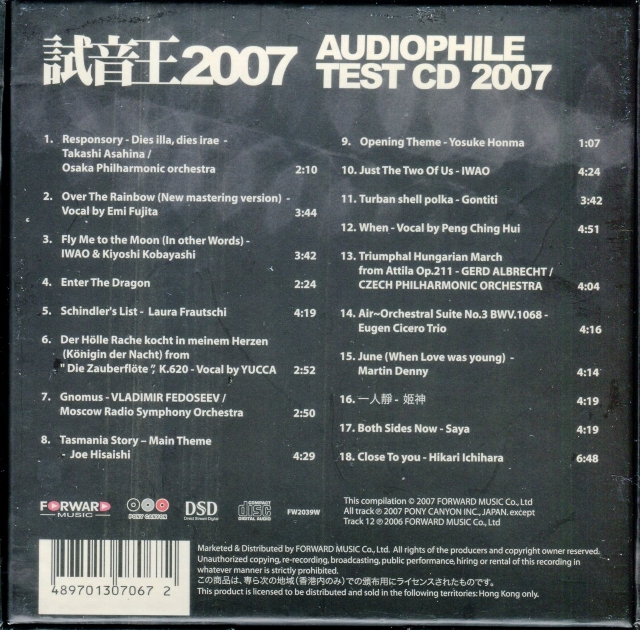 試音王2007
AUDIOPHILE
TEST CD 2007
1. Responsory - Dies illa, dies irae -
Takashi Asahina /
Osaka Philharmonic orchestra 2:10
2. Over The Rainbow (New mastering version) -
Vocal by Emi Fujita 3:44
3. Fly Me to the Moon (In other Words) -
IWAO & Kiyoshi Kobayashi 3:42
4. Enter The Dragon 2:24
5. Schindler's List - Laura Frautschi 4:19
6. Der Hölle Rache kocht in meinem Herzen
(Königin der Nacht) from
" Die Zauberflöte ", K.620 - Vocal by YUCCA 2:52
7. Gnomus - VLADiMiR FEDOSEEV /
Moscow Radio Symphony Orchestra 2:50
8. Tasmania Story – Main Theme
- Joe Hisaishi 4:29
9. Opening Theme - Yosuke Honma 1:07
10. Just The Two Of Us - IWAO 4:24
11. Turban shell polka - Gontiti 3:42
12. When - Vocal by Peng Ching Hui 4:51
13. Triumphal Hungarian March
from Attila Op.211 - GERD ALBRECHT /
CZECH PHILHARMONIC ORCHESTRA 4:04
14. Air~Orchestral Suite No.3 BWV.1068 -
Eugen Cicero Trio 4:16
15. June (When Love was young) -
Martin Denny 4:14
16. 一人靜 - 姬神 4:19
17. Both Sides Now - Saya 4:19
18. Close To you - Hikari Ichihara 6:48
FORWARD
MUSIC
PONY CANYON
DSD
Direct Stream Digital
COMPACT
disc
DIGITAL AUDIO
FW2039W
This compilation © 2007 FORWARD MUSIC Co., Ltd
All track ℗ 2007 PONY CANYON INC., JAPAN. except
Track 12 ℗ 2006 FORWARD MUSIC Co., Ltd
4897013070672
Marketed & Distributed by FORWARD MUSIC Co., Ltd. All rights of the producers and copyright owner reserved.
Unauthorized copying, re-recording, broadcasting, public performance, hiring or rental of this recording in
whatever manner is strictly prohibited.
この商品は、専ら次の地域（香港内のみ）での頒布用にライセンスされたものです。
This product is licensed to be distributed and sold in the following territories: Hong Kong only.